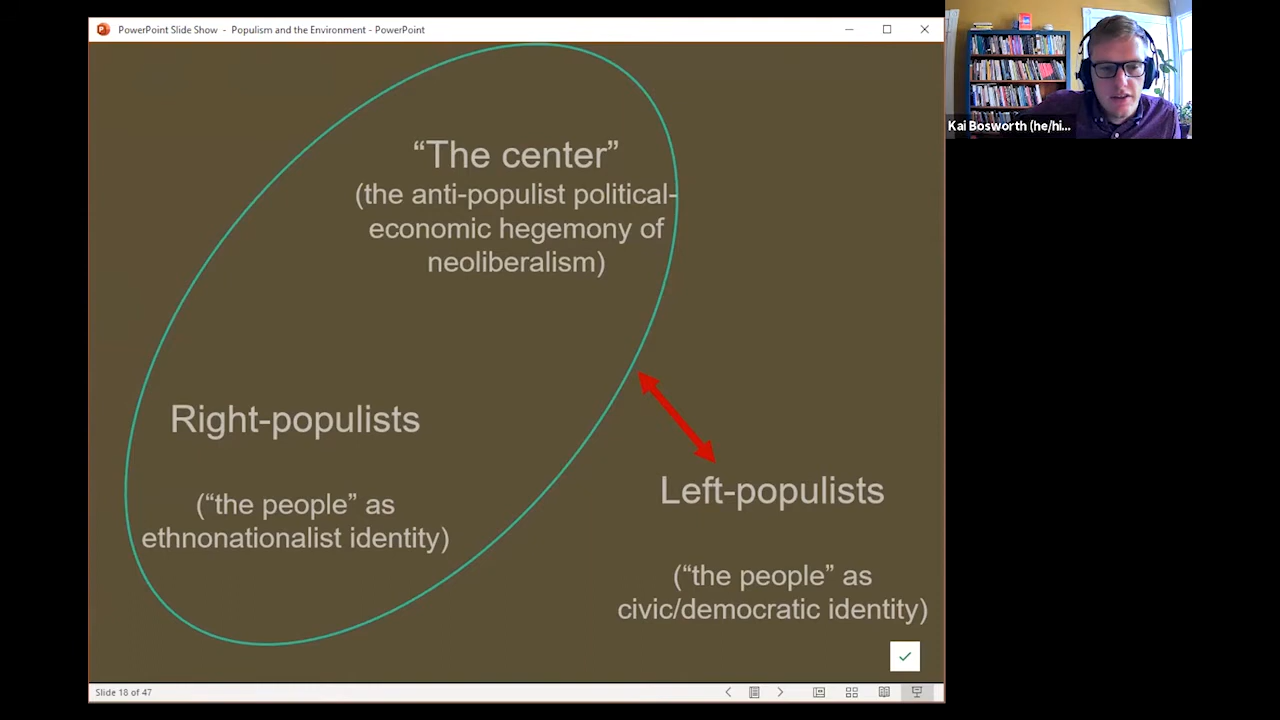 PowerPoint Slide Show - Populism and the Environment - PowerPoint
“The center”
(the anti-populist political-
economic hegemony of
neoliberalism)
Right-populists
(“the people” as
ethnonationalist identity)
Left-populists
(“the people” as
civic/democratic identity)
Slide 18 of 47
Kai Bosworth (he/hi...